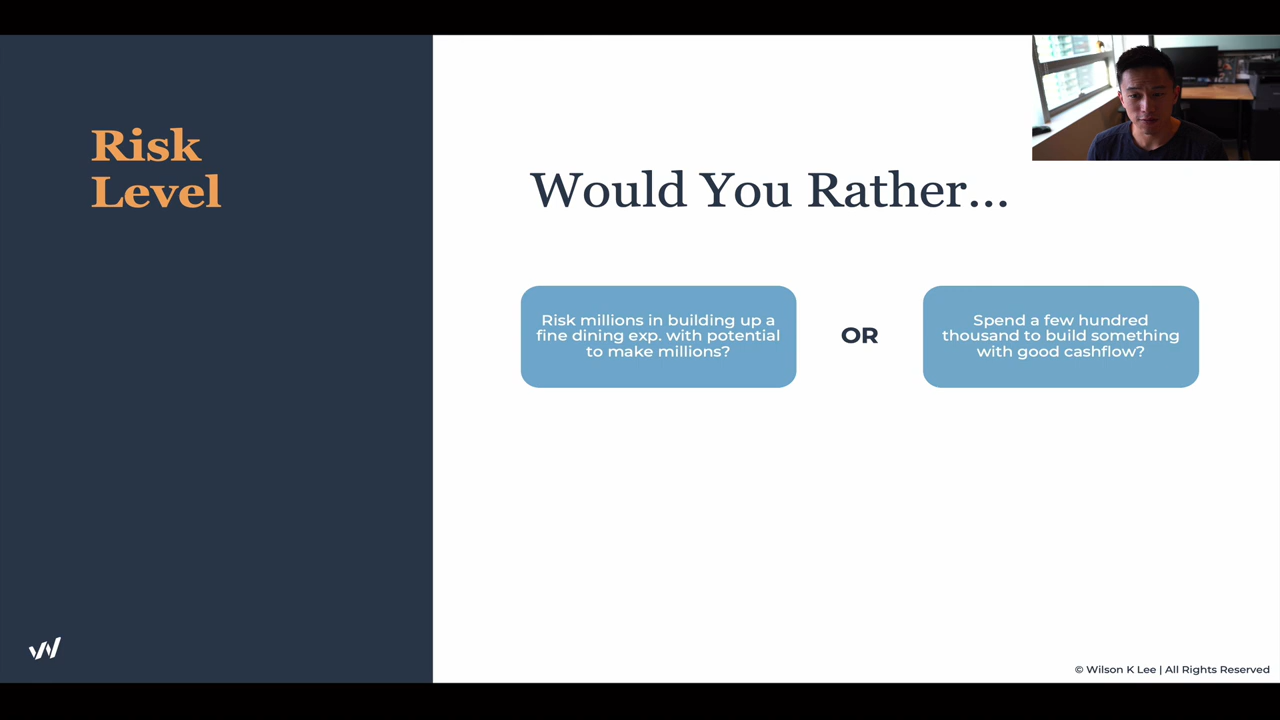 Risk
Level
Would You Rather...
Risk millions in building up a
fine dining exp. with potential
to make millions?
OR
Spend a few hundred
thousand to build something
with good cashflow?
© Wilson K Lee | All Rights Reserved